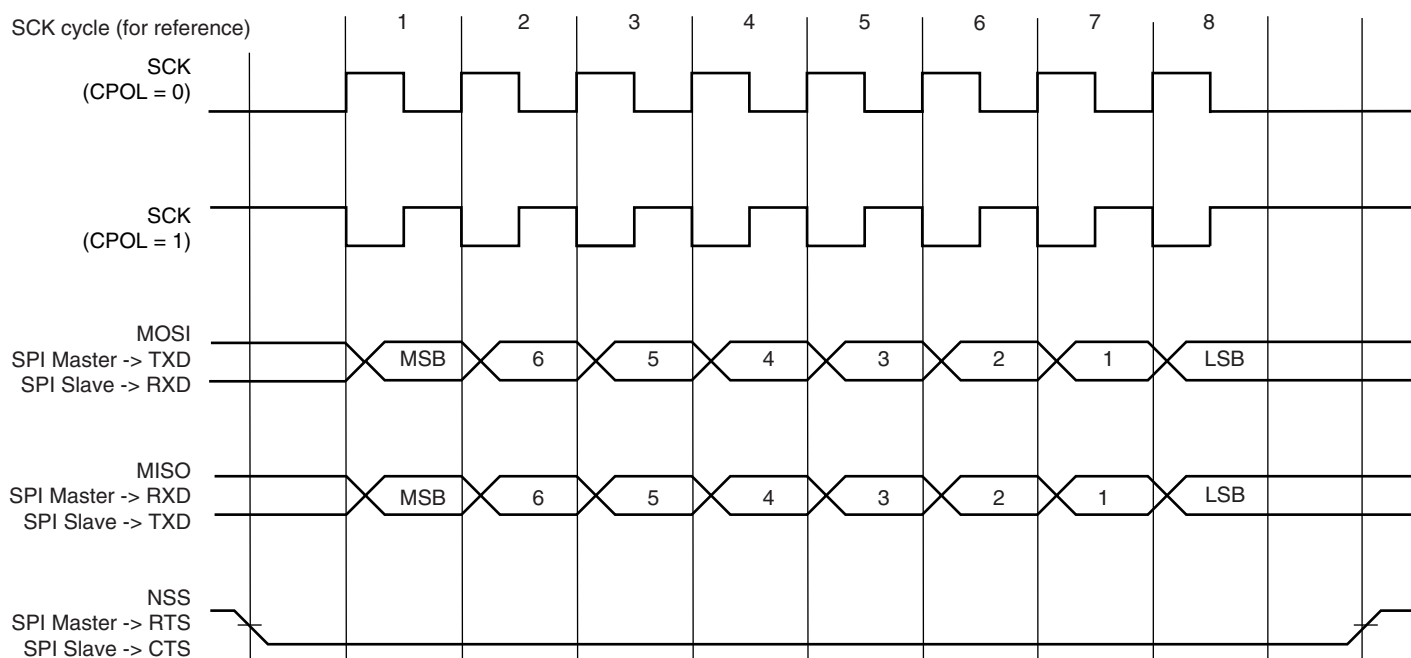 SCK cycle (for reference)
1 2 3 4 5 6 7 8
SCK
(CPOL = 0)
SCK
(CPOL = 1)
MOSI
SPI Master -> TXD
SPI Slave -> RXD
MSB 6 5 4 3 2 1 LSB
MISO
SPI Master -> RXD
SPI Slave -> TXD
MSB 6 5 4 3 2 1 LSB
NSS
SPI Master -> RTS
SPI Slave -> CTS